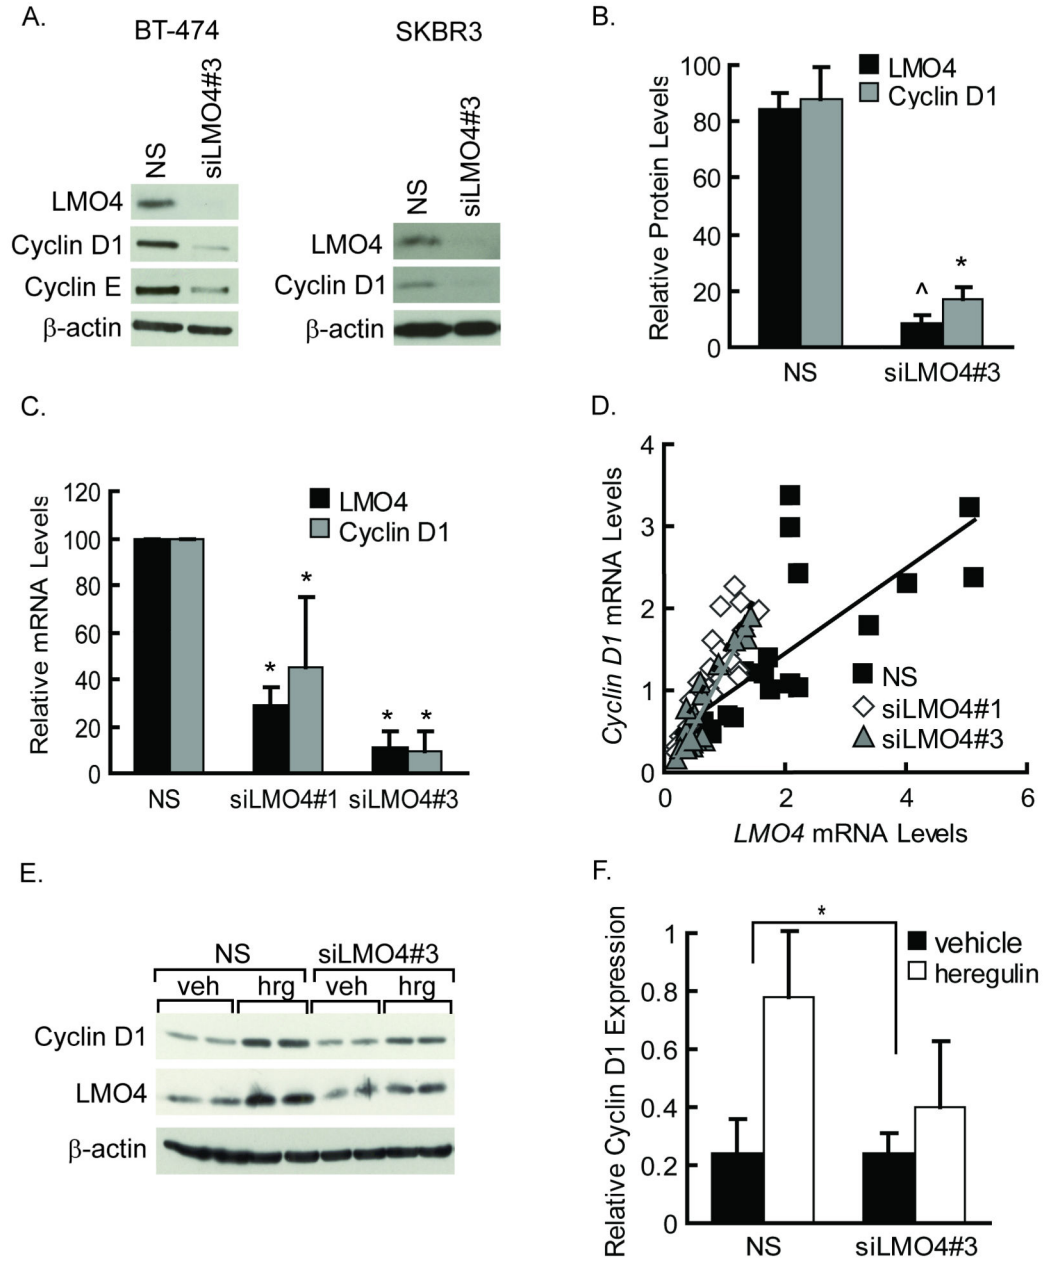 A.
BT-474
SKBR3
NS
siLMO4#3
LMO4
Cyclin D1
Cyclin E
β-actin
NS
siLMO4#3
LMO4
Cyclin D1
β-actin
B.
Relative Protein Levels
100
80
60
40
20
0
LMO4
Cyclin D1
^
*
NS
siLMO4#3
C.
Relative mRNA Levels
120
100
80
60
40
20
0
LMO4
Cyclin D1
*
*
* *
NS siLMO4#1 siLMO4#3
D.
Cyclin D1 mRNA Levels
4
3
2
1
0
NS
siLMO4#1
siLMO4#3
0 2 4 6
LMO4 mRNA Levels
E.
NS siLMO4#3
veh hrg veh hrg
Cyclin D1
LMO4
β-actin
F.
Relative Cyclin D1 Expression
1
0.8
0.6
0.4
0.2
0
*
vehicle
heregulin
NS siLMO4#3